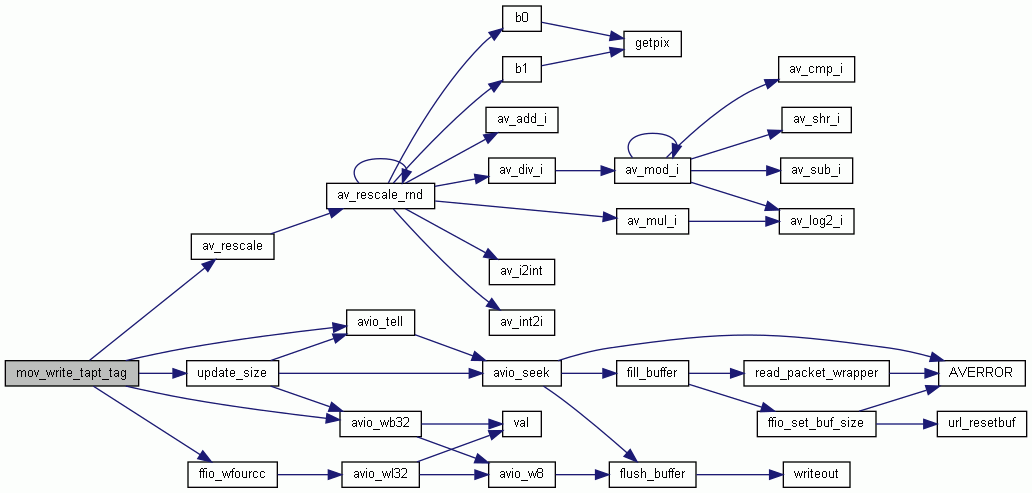 b0
getpix
b1
av_cmp_i
av_add_i
av_shr_i
av_div_i
av_mod_i
av_sub_i
av_rescale_rnd
av_mul_i
av_log2_i
av_rescale
av_i2int
av_int2i
avio_tell
mov_write_tapt_tag
update_size
avio_seek
fill_buffer
read_packet_wrapper
AVERROR
avio_wb32
val
ffio_set_buf_size
url_resetbuf
ffio_wfourcc
avio_wl32
avio_w8
flush_buffer
writeout